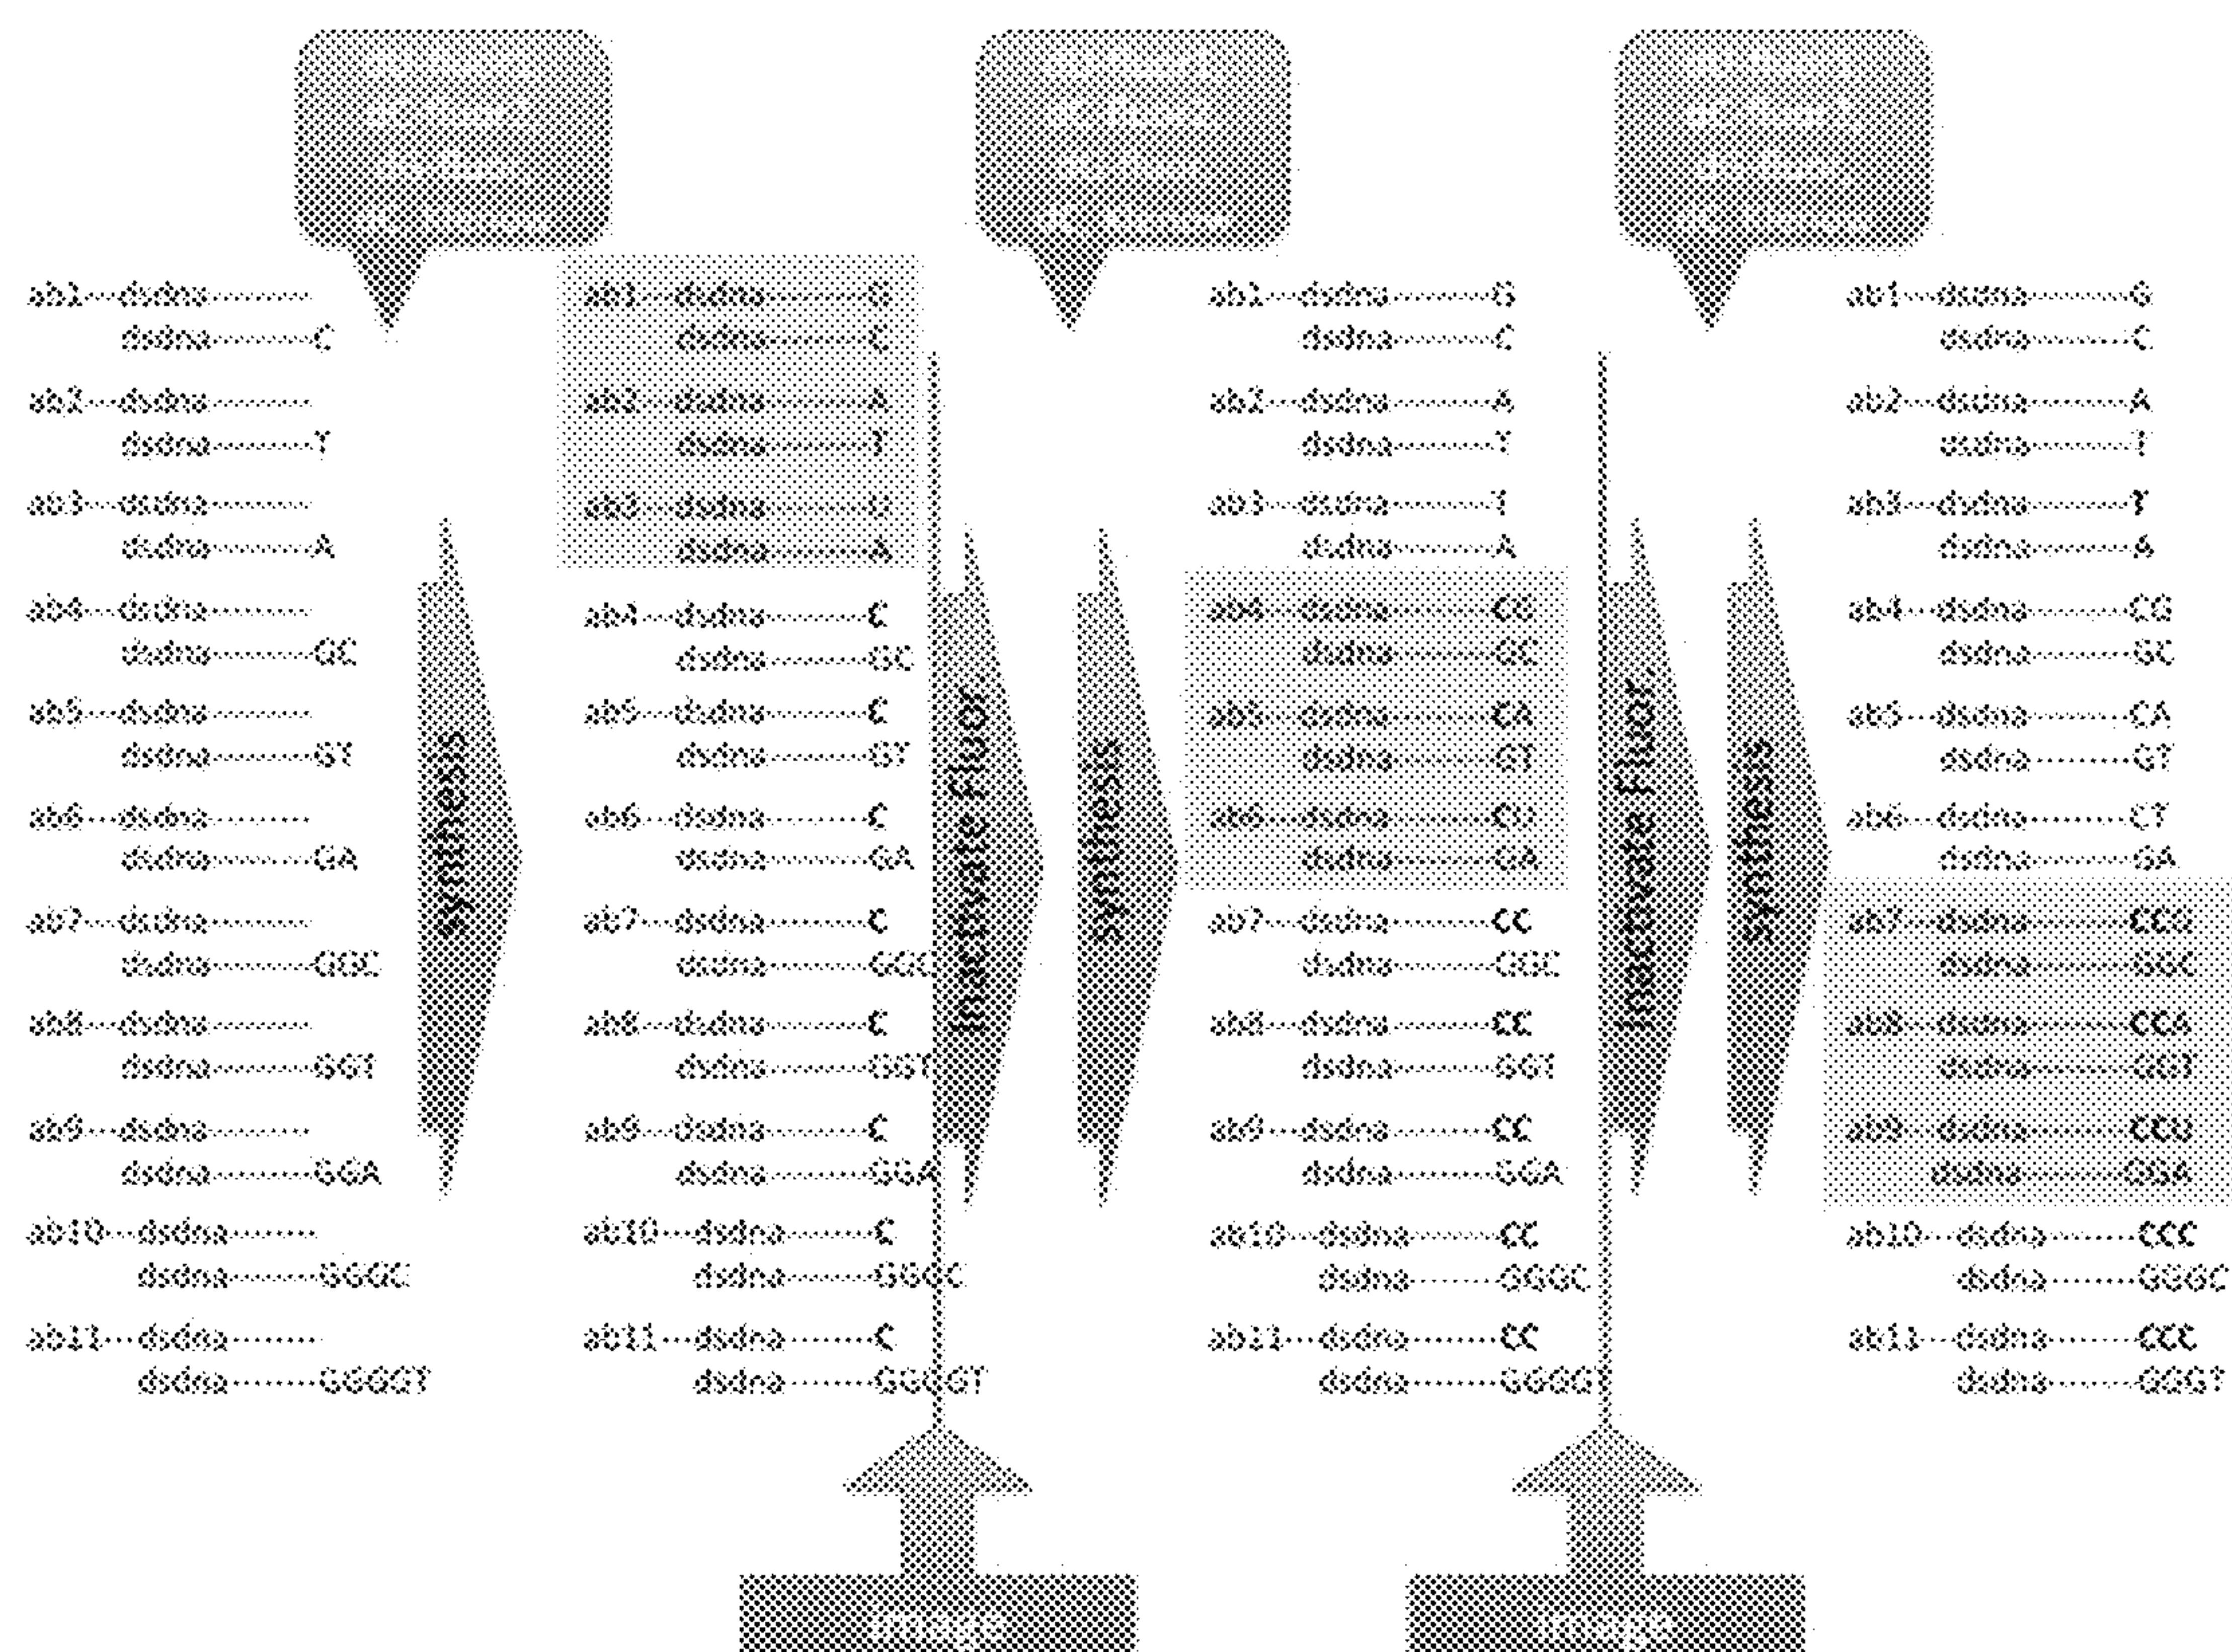 ab1---dsdna--------
dsdna--------C
ab2---dsdna--------
dsdna--------T
ab3---dsdna--------
dsdna--------A
ab4---dsdna--------
dsdna--------GC
ab5---dsdna--------
dsdna--------GT
ab6---dsdna--------
dsdna--------GA
ab7---dsdna--------
dsdna--------GGC
ab8---dsdna--------
dsdna--------GGT
ab9---dsdna--------
dsdna--------GGA
ab10---dsdna-------
dsdna-------GGGC
ab11---dsdna-------
dsdna-------GGGGT
synthesis
ab1---dsdna--------G
dsdna--------C
ab2---dsdna--------A
dsdna--------T
ab3---dsdna--------U
dsdna--------A
ab4---dsdna--------C
dsdna--------GC
ab5---dsdna--------C
dsdna--------GT
ab6---dsdna--------C
dsdna--------GA
ab7---dsdna--------C
dsdna--------GGC
ab8---dsdna--------C
dsdna--------GGT
ab9---dsdna--------C
dsdna--------GGA
ab10---dsdna-------C
dsdna-------GGGC
ab11---dsdna-------C
dsdna-------GGGGT
Inactivate Fluor.
synthesis
ab1---dsdna--------G
dsdna--------C
ab2---dsdna--------A
dsdna--------T
ab3---dsdna--------T
dsdna--------A
ab4---dsdna--------CG
dsdna--------GC
ab5---dsdna--------CA
dsdna--------GT
ab6---dsdna--------CU
dsdna--------GA
ab7---dsdna--------CC
dsdna--------GGC
ab8---dsdna--------CC
dsdna--------GGT
ab9---dsdna--------CC
dsdna--------GGA
ab10---dsdna-------CC
dsdna-------GGGC
ab11---dsdna-------CC
dsdna-------GGGGT
Inactivate Fluor.
synthesis
ab1---dsdna--------G
dsdna--------C
ab2---dsdna--------A
dsdna--------T
ab3---dsdna--------T
dsdna--------A
ab4---dsdna--------CG
dsdna--------GC
ab5---dsdna--------CA
dsdna--------GT
ab6---dsdna--------CT
dsdna--------GA
ab7---dsdna--------CCG
dsdna--------GGC
ab8---dsdna--------CCA
dsdna--------GGT
ab9---dsdna--------CCU
dsdna--------GGA
ab10---dsdna-------CCC
dsdna-------GGGC
ab11---dsdna-------CCC
dsdna-------GGGT
Image
Image